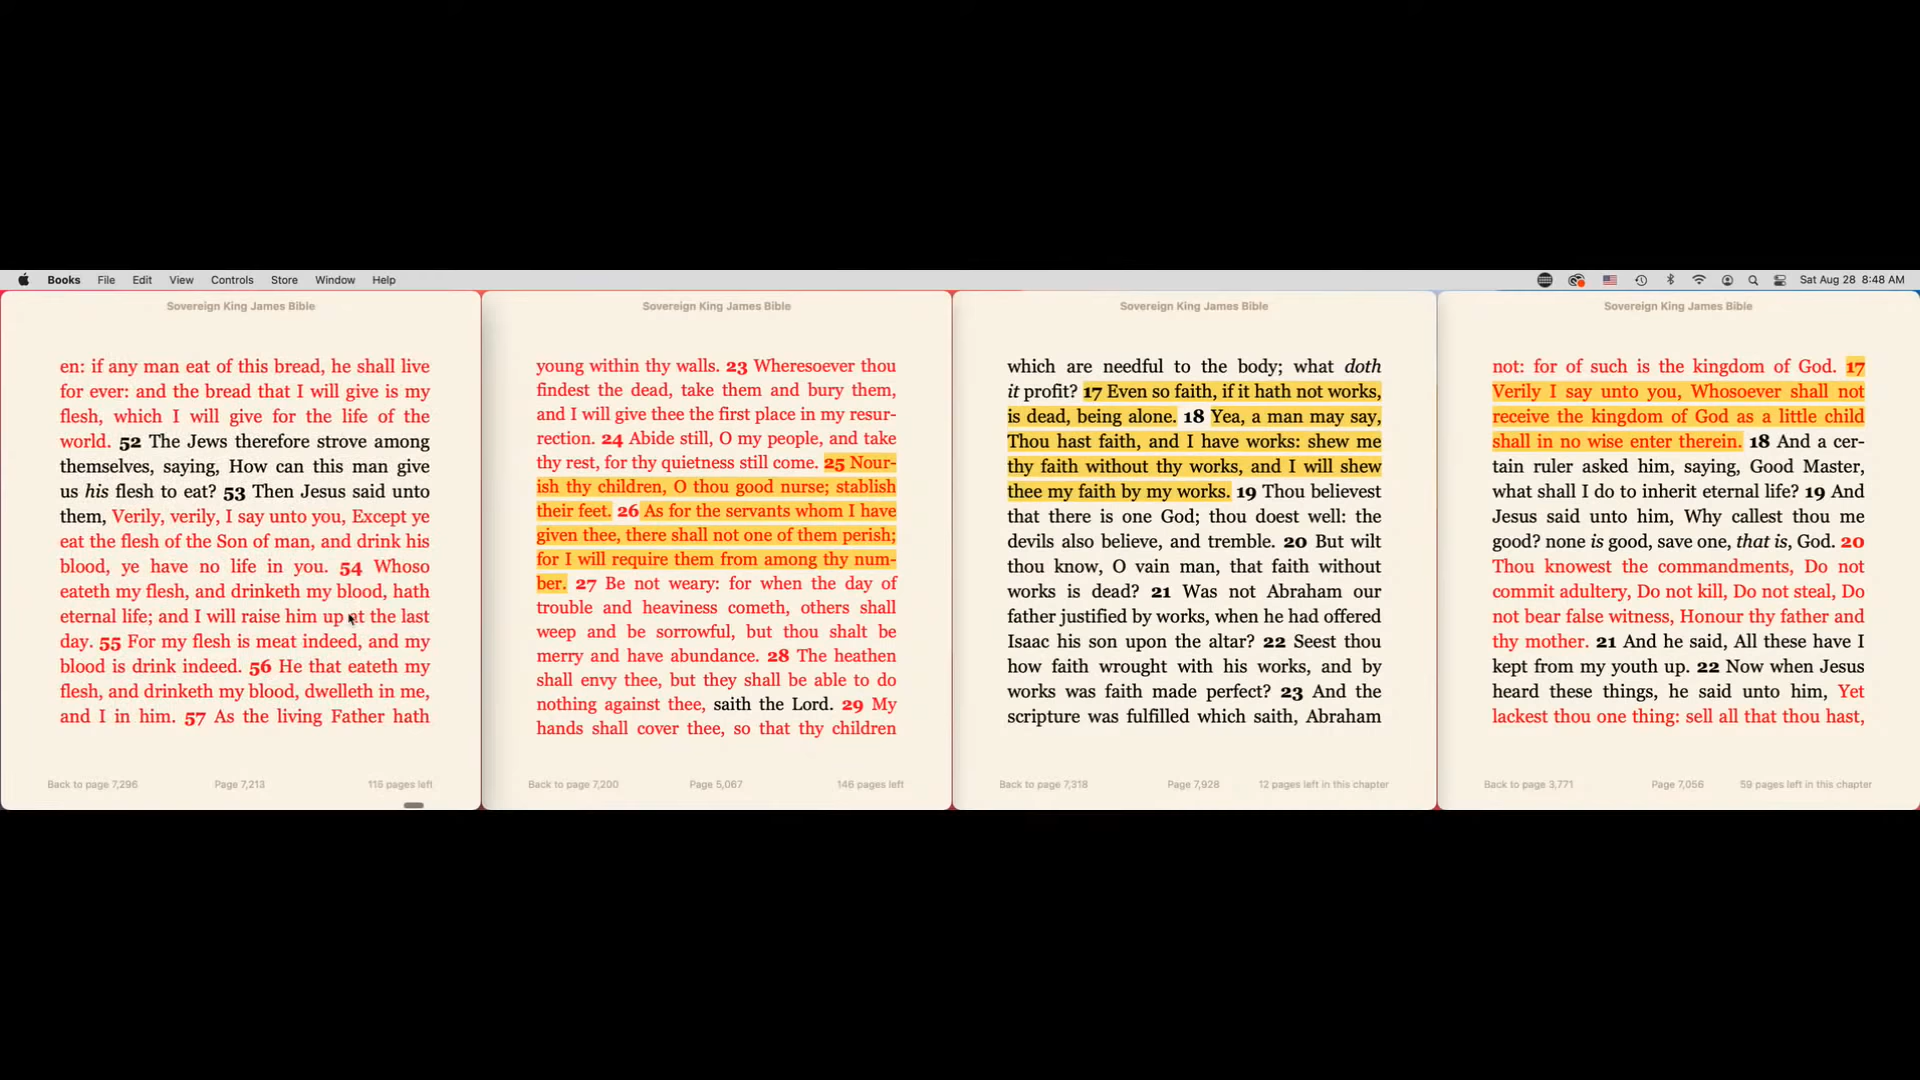 Books File Edit View Controls Store Window Help
Sat Aug 28 8:48 AM
Sovereign King James Bible
en: if any man eat of this bread, he shall live
for ever: and the bread that I will give is my
flesh, which I will give for the life of the
world. 52 The Jews therefore strove among
themselves, saying, How can this man give
us his flesh to eat? 53 Then Jesus said unto
them, Verily, verily, I say unto you, Except ye
eat the flesh of the Son of man, and drink his
blood, ye have no life in you. 54 Whoso
eateth my flesh, and drinketh my blood, hath
eternal life; and I will raise him up at the last
day. 55 For my flesh is meat indeed, and my
blood is drink indeed. 56 He that eateth my
flesh, and drinketh my blood, dwelleth in me,
and I in him. 57 As the living Father hath
Back to page 7,296 Page 7,213 115 pages left
Sovereign King James Bible
young within thy walls. 23 Wheresoever thou
findest the dead, take them and bury them,
and I will give thee the first place in my resur-
rection. 24 Abide still, O my people, and take
thy rest, for thy quietness still come. 25 Nour-
ish thy children, O thou good nurse; stablish
their feet. 26 As for the servants whom I have
given thee, there shall not one of them perish;
for I will require them from among thy num-
ber. 27 Be not weary: for when the day of
trouble and heaviness cometh, others shall
weep and be sorrowful, but thou shalt be
merry and have abundance. 28 The heathen
shall envy thee, but they shall be able to do
nothing against thee, saith the Lord. 29 My
hands shall cover thee, so that thy children
Back to page 7,200 Page 5,067 146 pages left
Sovereign King James Bible
which are needful to the body; what doth
it profit? 17 Even so faith, if it hath not works,
is dead, being alone. 18 Yea, a man may say,
Thou hast faith, and I have works: shew me
thy faith without thy works, and I will shew
thee my faith by my works. 19 Thou believest
that there is one God; thou doest well: the
devils also believe, and tremble. 20 But wilt
thou know, O vain man, that faith without
works is dead? 21 Was not Abraham our
father justified by works, when he had offered
Isaac his son upon the altar? 22 Seest thou
how faith wrought with his works, and by
works was faith made perfect? 23 And the
scripture was fulfilled which saith, Abraham
Back to page 7,318 Page 7,928 12 pages left in this chapter
Sovereign King James Bible
not: for of such is the kingdom of God. 17
Verily I say unto you, Whosoever shall not
receive the kingdom of God as a little child
shall in no wise enter therein. 18 And a cer-
tain ruler asked him, saying, Good Master,
what shall I do to inherit eternal life? 19 And
Jesus said unto him, Why callest thou me
good? none is good, save one, that is, God. 20
Thou knowest the commandments, Do not
commit adultery, Do not kill, Do not steal, Do
not bear false witness, Honour thy father and
thy mother. 21 And he said, All these have I
kept from my youth up. 22 Now when Jesus
heard these things, he said unto him, Yet
lackest thou one thing: sell all that thou hast,
Back to page 3,771 Page 7,056 59 pages left in this chapter